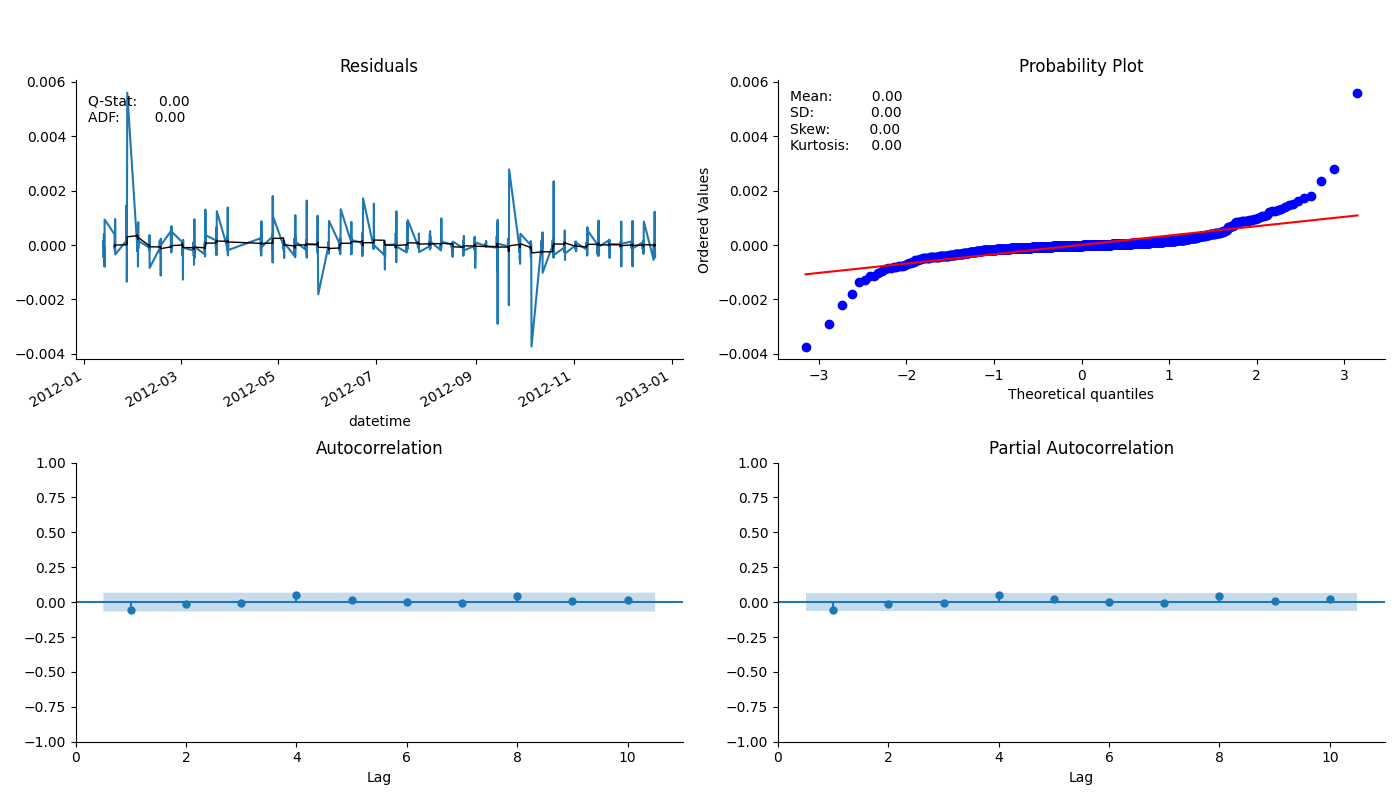 Residuals
Q-Stat: 0.00
ADF: 0.00
0.006
0.004
0.002
0.000
−0.002
−0.004
2012-01
2012-03
2012-05
2012-07
2012-09
2012-11
2013-01
datetime
Probability Plot
Mean: 0.00
SD: 0.00
Skew: 0.00
Kurtosis: 0.00
Ordered Values
0.006
0.004
0.002
0.000
−0.002
−0.004
−3 −2 −1 0 1 2 3
Theoretical quantiles
Autocorrelation
1.00
0.75
0.50
0.25
0.00
−0.25
−0.50
−0.75
−1.00
0 2 4 6 8 10
Lag
Partial Autocorrelation
1.00
0.75
0.50
0.25
0.00
−0.25
−0.50
−0.75
−1.00
0 2 4 6 8 10
Lag